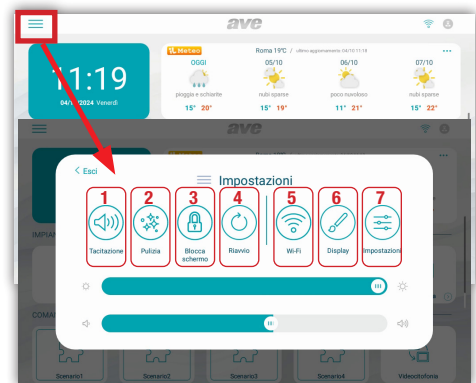 ave
iL Meteo
Roma 19°C / ultimo aggiornamento 04/10 11:18
OGGI
05/10
06/10
07/10
11:19
04/10/2024 Venerdì
pioggia e schiarite
nubi sparse
poco nuvoloso
nubi sparse
15° 20°
15° 19°
11° 21°
15° 22°
ave
Esci
Impostazioni
1
2
3
4
5
6
7
Tacitazione
Pulizia
Blocca
schermo
Riavvio
Wi-Fi
Display
Impostazioni
Scenario1
Scenario2
Scenario3
Scenario4
Videocitofonia